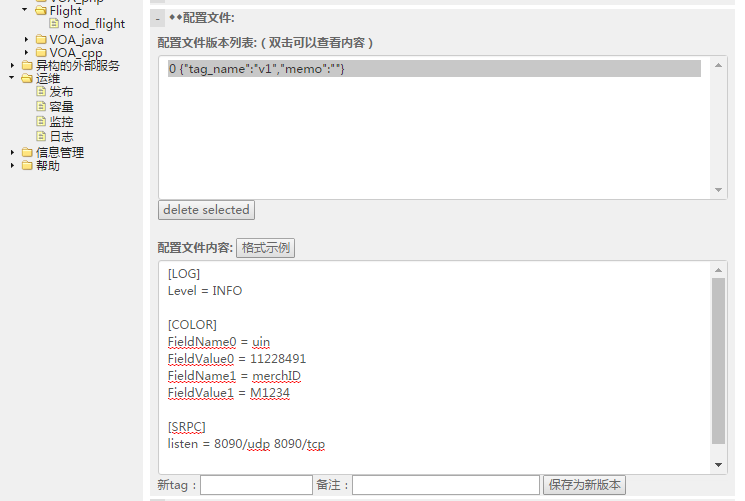 VOA_php
Flight
mod_flight
VOA_java
VOA_cpp
异构的外部服务
运维
发布
容量
监控
日志
信息管理
帮助
- **配置文件:
配置文件版本列表:( 双击可以查看内容 )
0 {"tag_name":"v1","memo":""}
delete selected
配置文件内容: 格式示例
[LOG]
Level = INFO
[COLOR]
FieldName0 = uin
FieldValue0 = 11228491
FieldName1 = merchID
FieldValue1 = M1234
[SRPC]
listen = 8090/udp 8090/tcp
新tag : 备注 : 保存为新版本